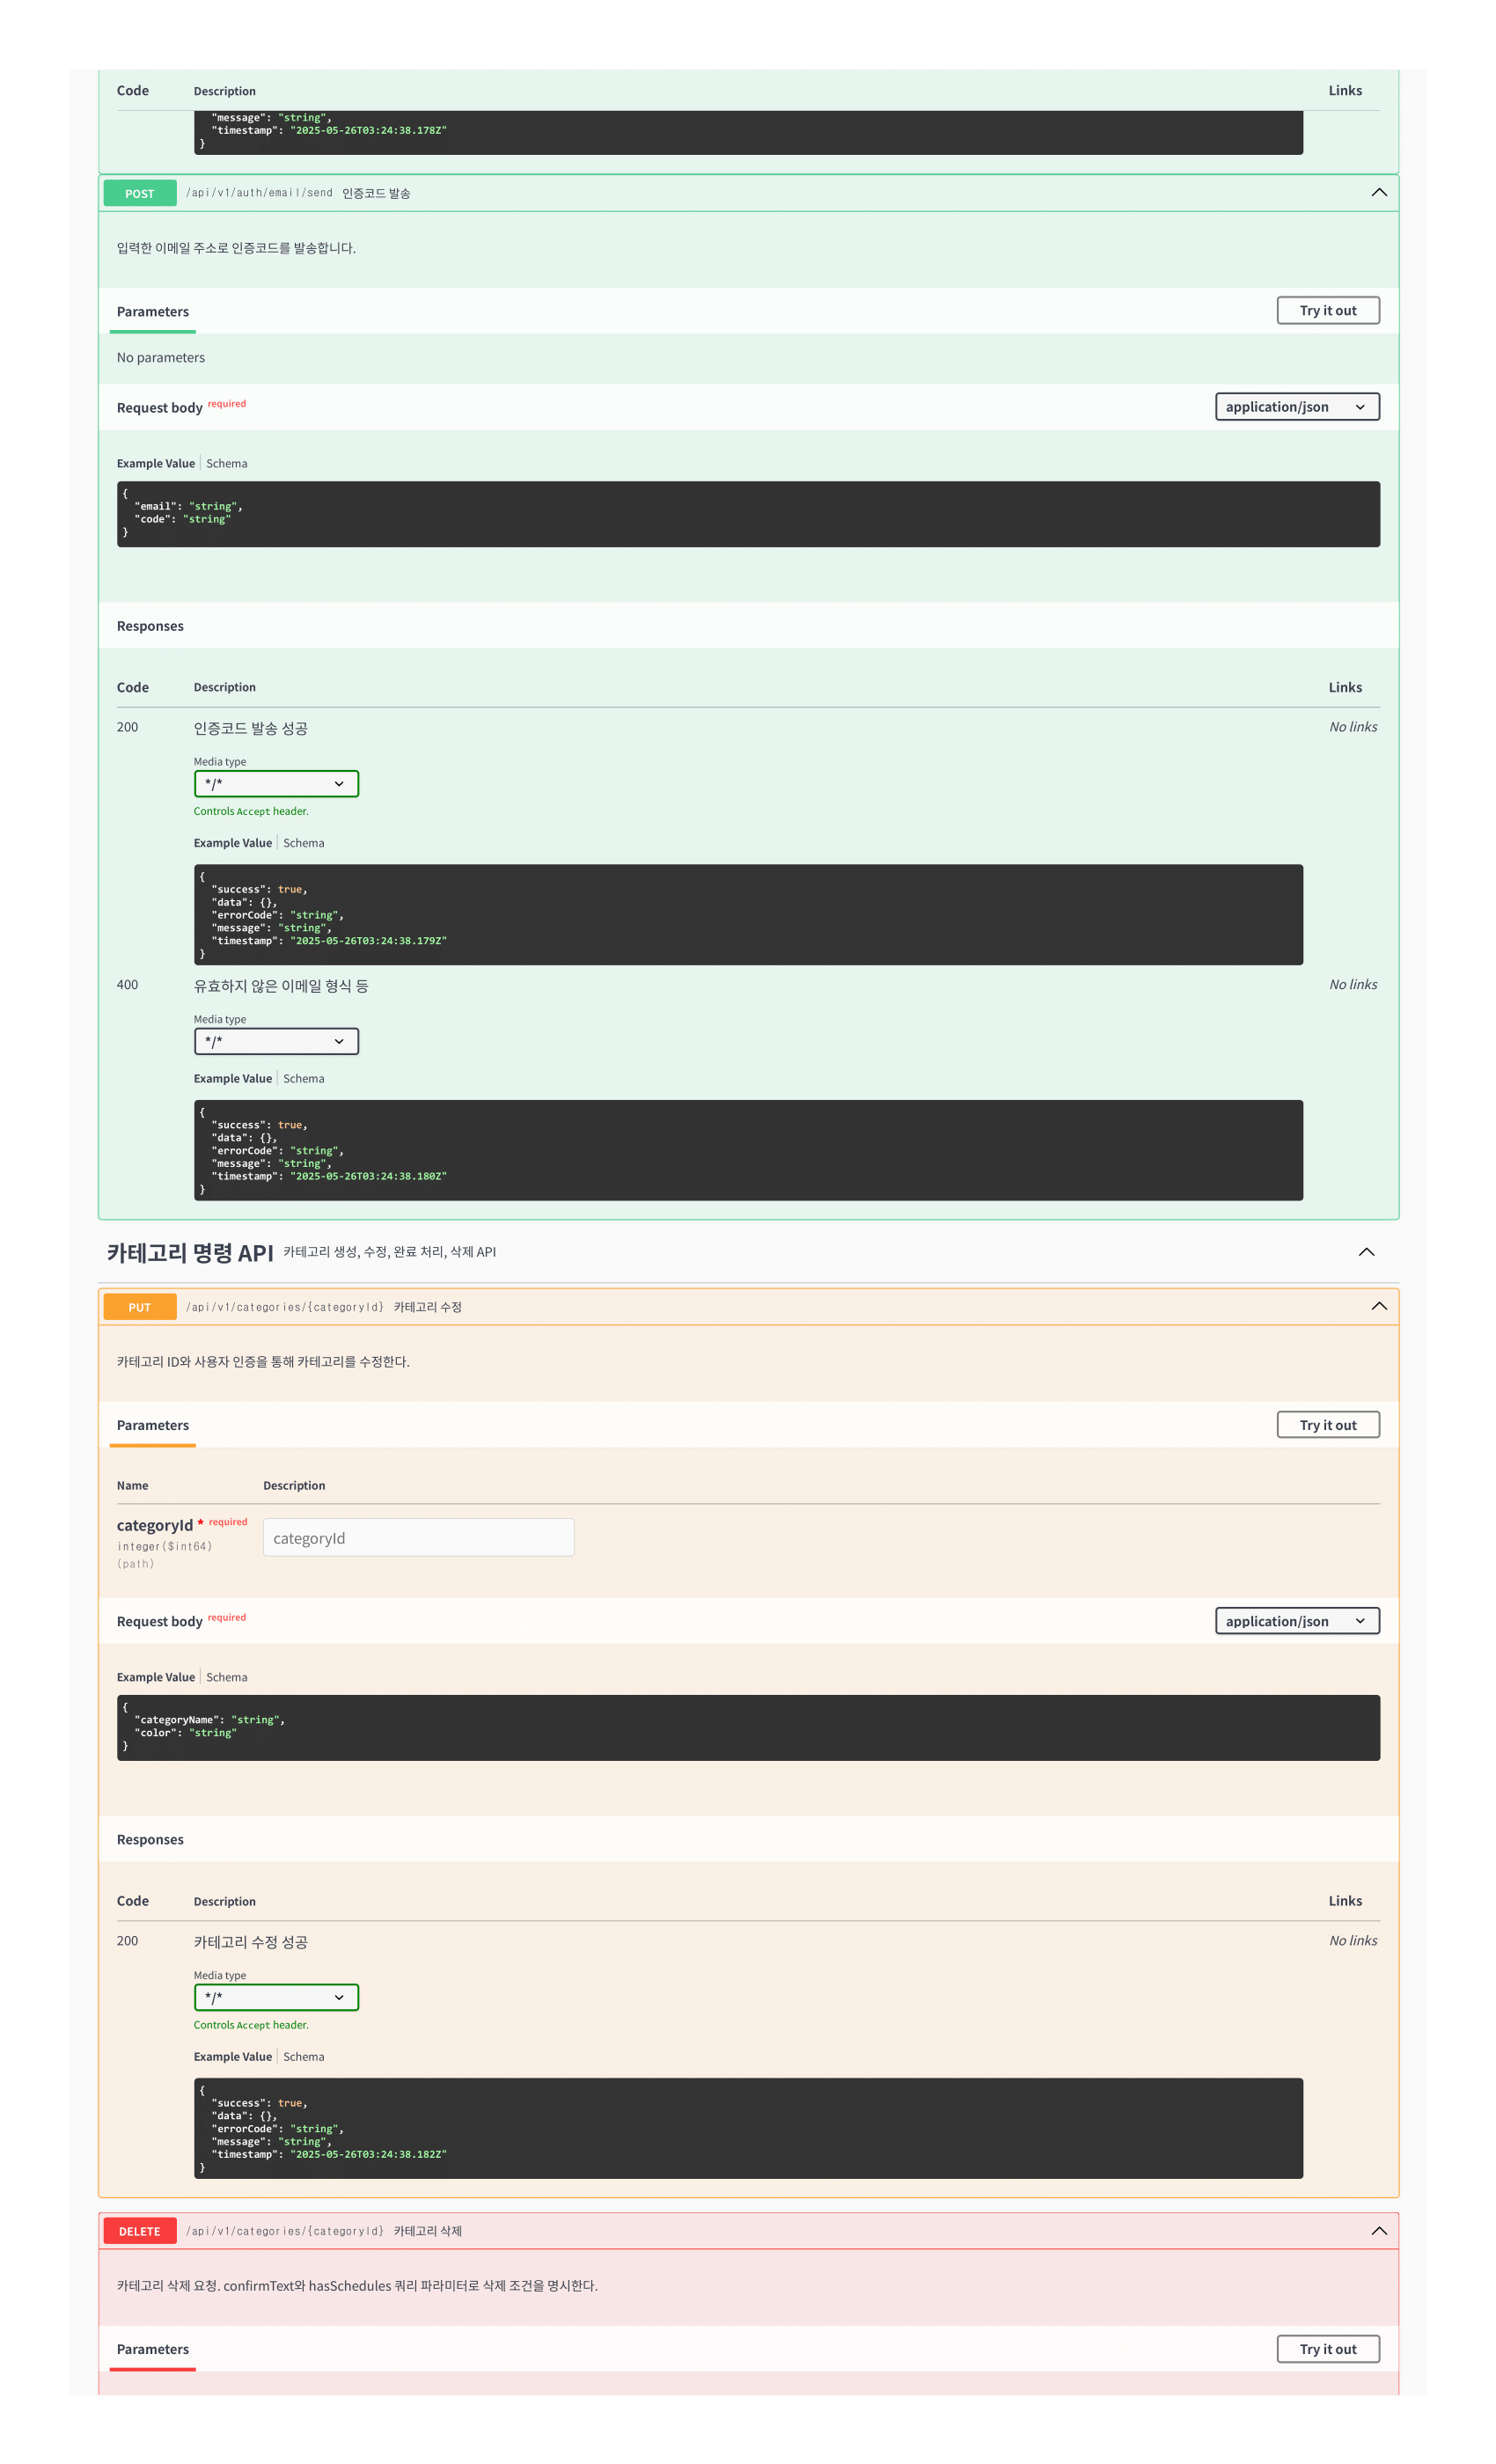 Code Description Links
"message": "string",
"timestamp": "2025-05-26T03:24:38.178Z"
}
POST /api/v1/auth/email/send 인증코드 발송
입력한 이메일 주소로 인증코드를 발송합니다.
Parameters Try it out
No parameters
Request body required application/json
Example Value Schema
{
"email": "string",
"code": "string"
}
Responses
Code Description Links
200 인증코드 발송 성공 No links
Media type
*/*
Controls Accept header.
Example Value Schema
{
"success": true,
"data": {},
"errorCode": "string",
"message": "string",
"timestamp": "2025-05-26T03:24:38.179Z"
}
400 유효하지 않은 이메일 형식 등 No links
Media type
*/*
Example Value Schema
{
"success": true,
"data": {},
"errorCode": "string",
"message": "string",
"timestamp": "2025-05-26T03:24:38.180Z"
}
카테고리 명령 API 카테고리 생성, 수정, 완료 처리, 삭제 API
PUT /api/v1/categories/{categoryId} 카테고리 수정
카테고리 ID와 사용자 인증을 통해 카테고리를 수정한다.
Parameters Try it out
Name Description
categoryId * required categoryId
integer($int64)
(path)
Request body required application/json
Example Value Schema
{
"categoryName": "string",
"color": "string"
}
Responses
Code Description Links
200 카테고리 수정 성공 No links
Media type
*/*
Controls Accept header.
Example Value Schema
{
"success": true,
"data": {},
"errorCode": "string",
"message": "string",
"timestamp": "2025-05-26T03:24:38.182Z"
}
DELETE /api/v1/categories/{categoryId} 카테고리 삭제
카테고리 삭제 요청. confirmText와 hasSchedules 쿼리 파라미터로 삭제 조건을 명시한다.
Parameters Try it out